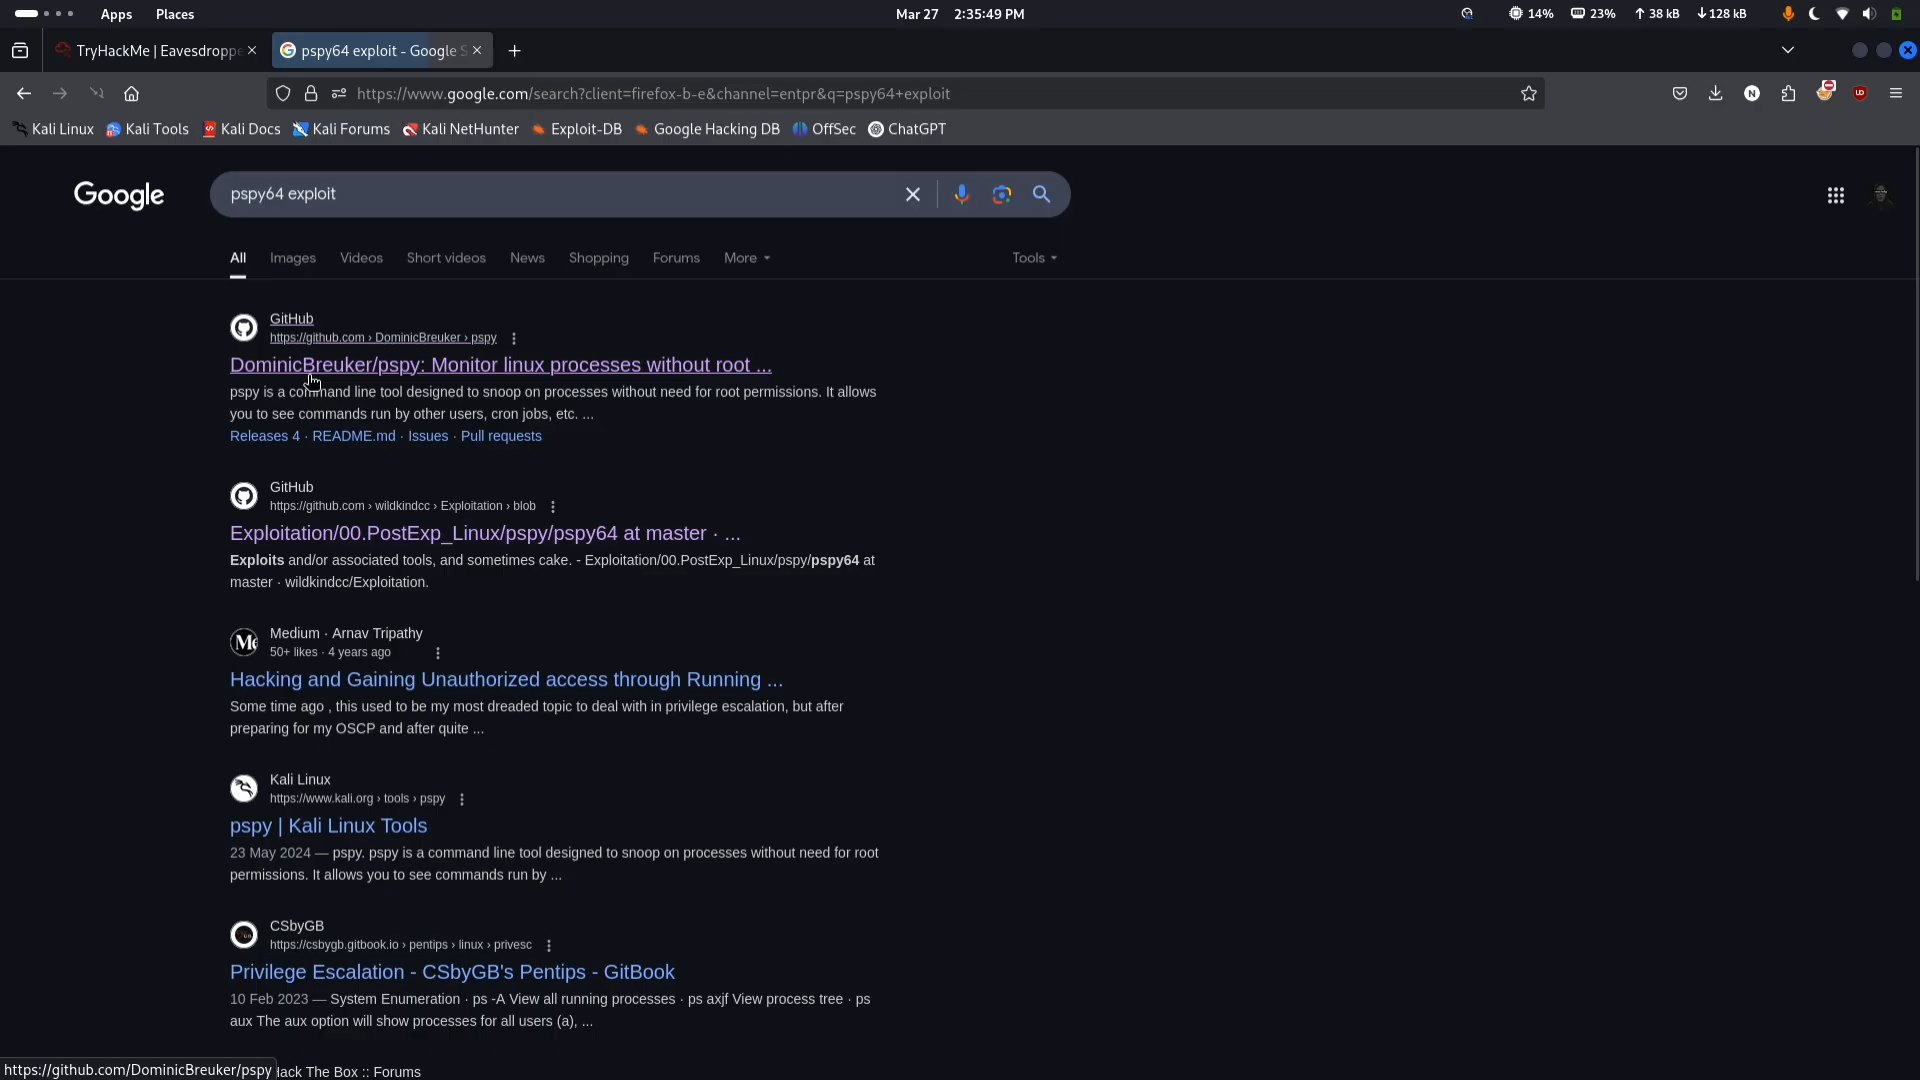 Apps Places Mar 27 2:35:49 PM 14% 23% 38 kB 128 kB
TryHackMe | Eavesdroppe pspy64 exploit - Google S
https://www.google.com/search?client=firefox-b-e&channel=entpr&q=pspy64+exploit
Kali Linux Kali Tools Kali Docs Kali Forums Kali NetHunter Exploit-DB Google Hacking DB OffSec ChatGPT
Google pspy64 exploit
All Images Videos Short videos News Shopping Forums More Tools
GitHub
https://github.com › DominicBreuker › pspy
DominicBreuker/pspy: Monitor linux processes without root ...
pspy is a command line tool designed to snoop on processes without need for root permissions. It allows
you to see commands run by other users, cron jobs, etc. ...
Releases 4 · README.md · Issues · Pull requests
GitHub
https://github.com › wildkindcc › Exploitation › blob
Exploitation/00.PostExp_Linux/pspy/pspy64 at master · ...
Exploits and/or associated tools, and sometimes cake. - Exploitation/00.PostExp_Linux/pspy/pspy64 at
master · wildkindcc/Exploitation.
Medium · Arnav Tripathy
50+ likes · 4 years ago
Hacking and Gaining Unauthorized access through Running ...
Some time ago , this used to be my most dreaded topic to deal with in privilege escalation, but after
preparing for my OSCP and after quite ...
Kali Linux
https://www.kali.org › tools › pspy
pspy | Kali Linux Tools
23 May 2024 — pspy. pspy is a command line tool designed to snoop on processes without need for root
permissions. It allows you to see commands run by ...
CSbyGB
https://csbygb.gitbook.io › pentips › linux › privesc
Privilege Escalation - CSbyGB's Pentips - GitBook
10 Feb 2023 — System Enumeration · ps -A View all running processes · ps axjf View process tree · ps
aux The aux option will show processes for all users (a), ...
https://github.com/DominicBreuker/pspy lack The Box :: Forums